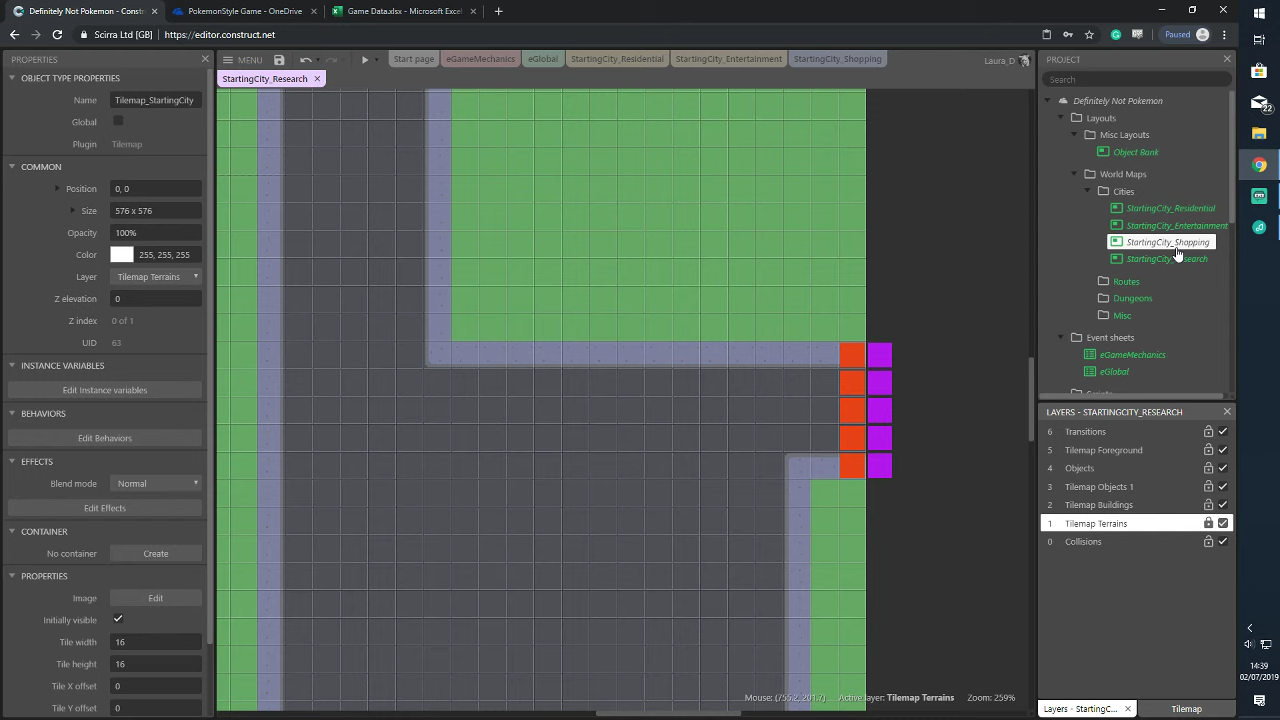 Definitely Not Pokemon - Constr
PokemonStyle Game - OneDrive
Game Data.xlsx - Microsoft Excel
Scirra Ltd [GB] | https://editor.construct.net
Paused
PROPERTIES
MENU
Start page
eGameMechanics
eGlobal
StartingCity_Residential
StartingCity_Entertainment
StartingCity_Shopping
Laura_D
PROJECT
StartingCity_Research
OBJECT TYPE PROPERTIES
Name Tilemap_StartingCity
Global
Plugin Tilemap
COMMON
Position 0, 0
Size 576 x 576
Opacity 100%
Color 255, 255, 255
Layer Tilemap Terrains
Z elevation 0
Z index 0 of 1
UID 63
INSTANCE VARIABLES
Edit Instance variables
BEHAVIORS
Edit Behaviors
EFFECTS
Blend mode Normal
Edit Effects
CONTAINER
No container Create
PROPERTIES
Image Edit
Initially visible
Tile width 16
Tile height 16
Tile X offset 0
Tile Y offset 0
Search
Definitely Not Pokemon
Layouts
Misc Layouts
Object Bank
World Maps
Cities
StartingCity_Residential
StartingCity_Entertainment
StartingCity_Shopping
Routes
Dungeons
Misc
Event sheets
eGameMechanics
eGlobal
LAYERS - STARTINGCITY_RESEARCH
6 Transitions
5 Tilemap Foreground
4 Objects
3 Tilemap Objects 1
2 Tilemap Buildings
1 Tilemap Terrains
0 Collisions
Mouse: (755.2, 201.7) Active layer: Tilemap Terrains Zoom: 259%
Layers - StartingC...
Tilemap
22
14:39
02/07/2019